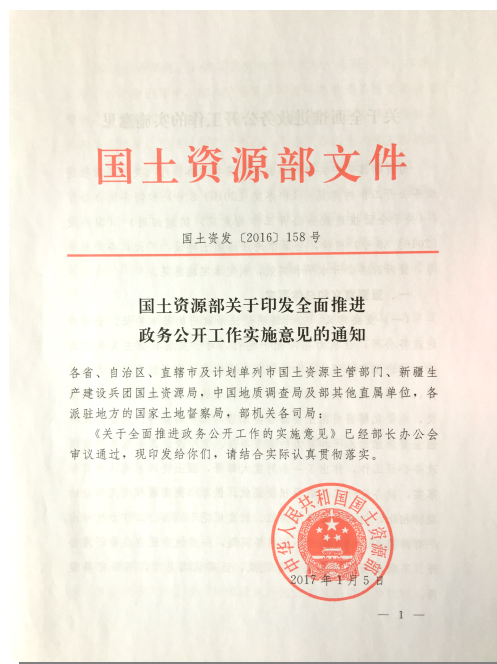 国土资源部文件
国土资发〔2016〕158号
国土资源部关于印发全面推进
政务公开工作实施意见的通知
各省、自治区、直辖市及计划单列市国土资源主管部门、新疆生
产建设兵团国土资源局，中国地质调查局及部其他直属单位，各
派驻地方的国家土地督察局，部机关各司局：
《关于全面推进政务公开工作的实施意见》已经部长办公会
审议通过，现印发给你们，请结合实际认真贯彻落实。
中华人民共和国国土资源部
2017年1月5日
— 1 —